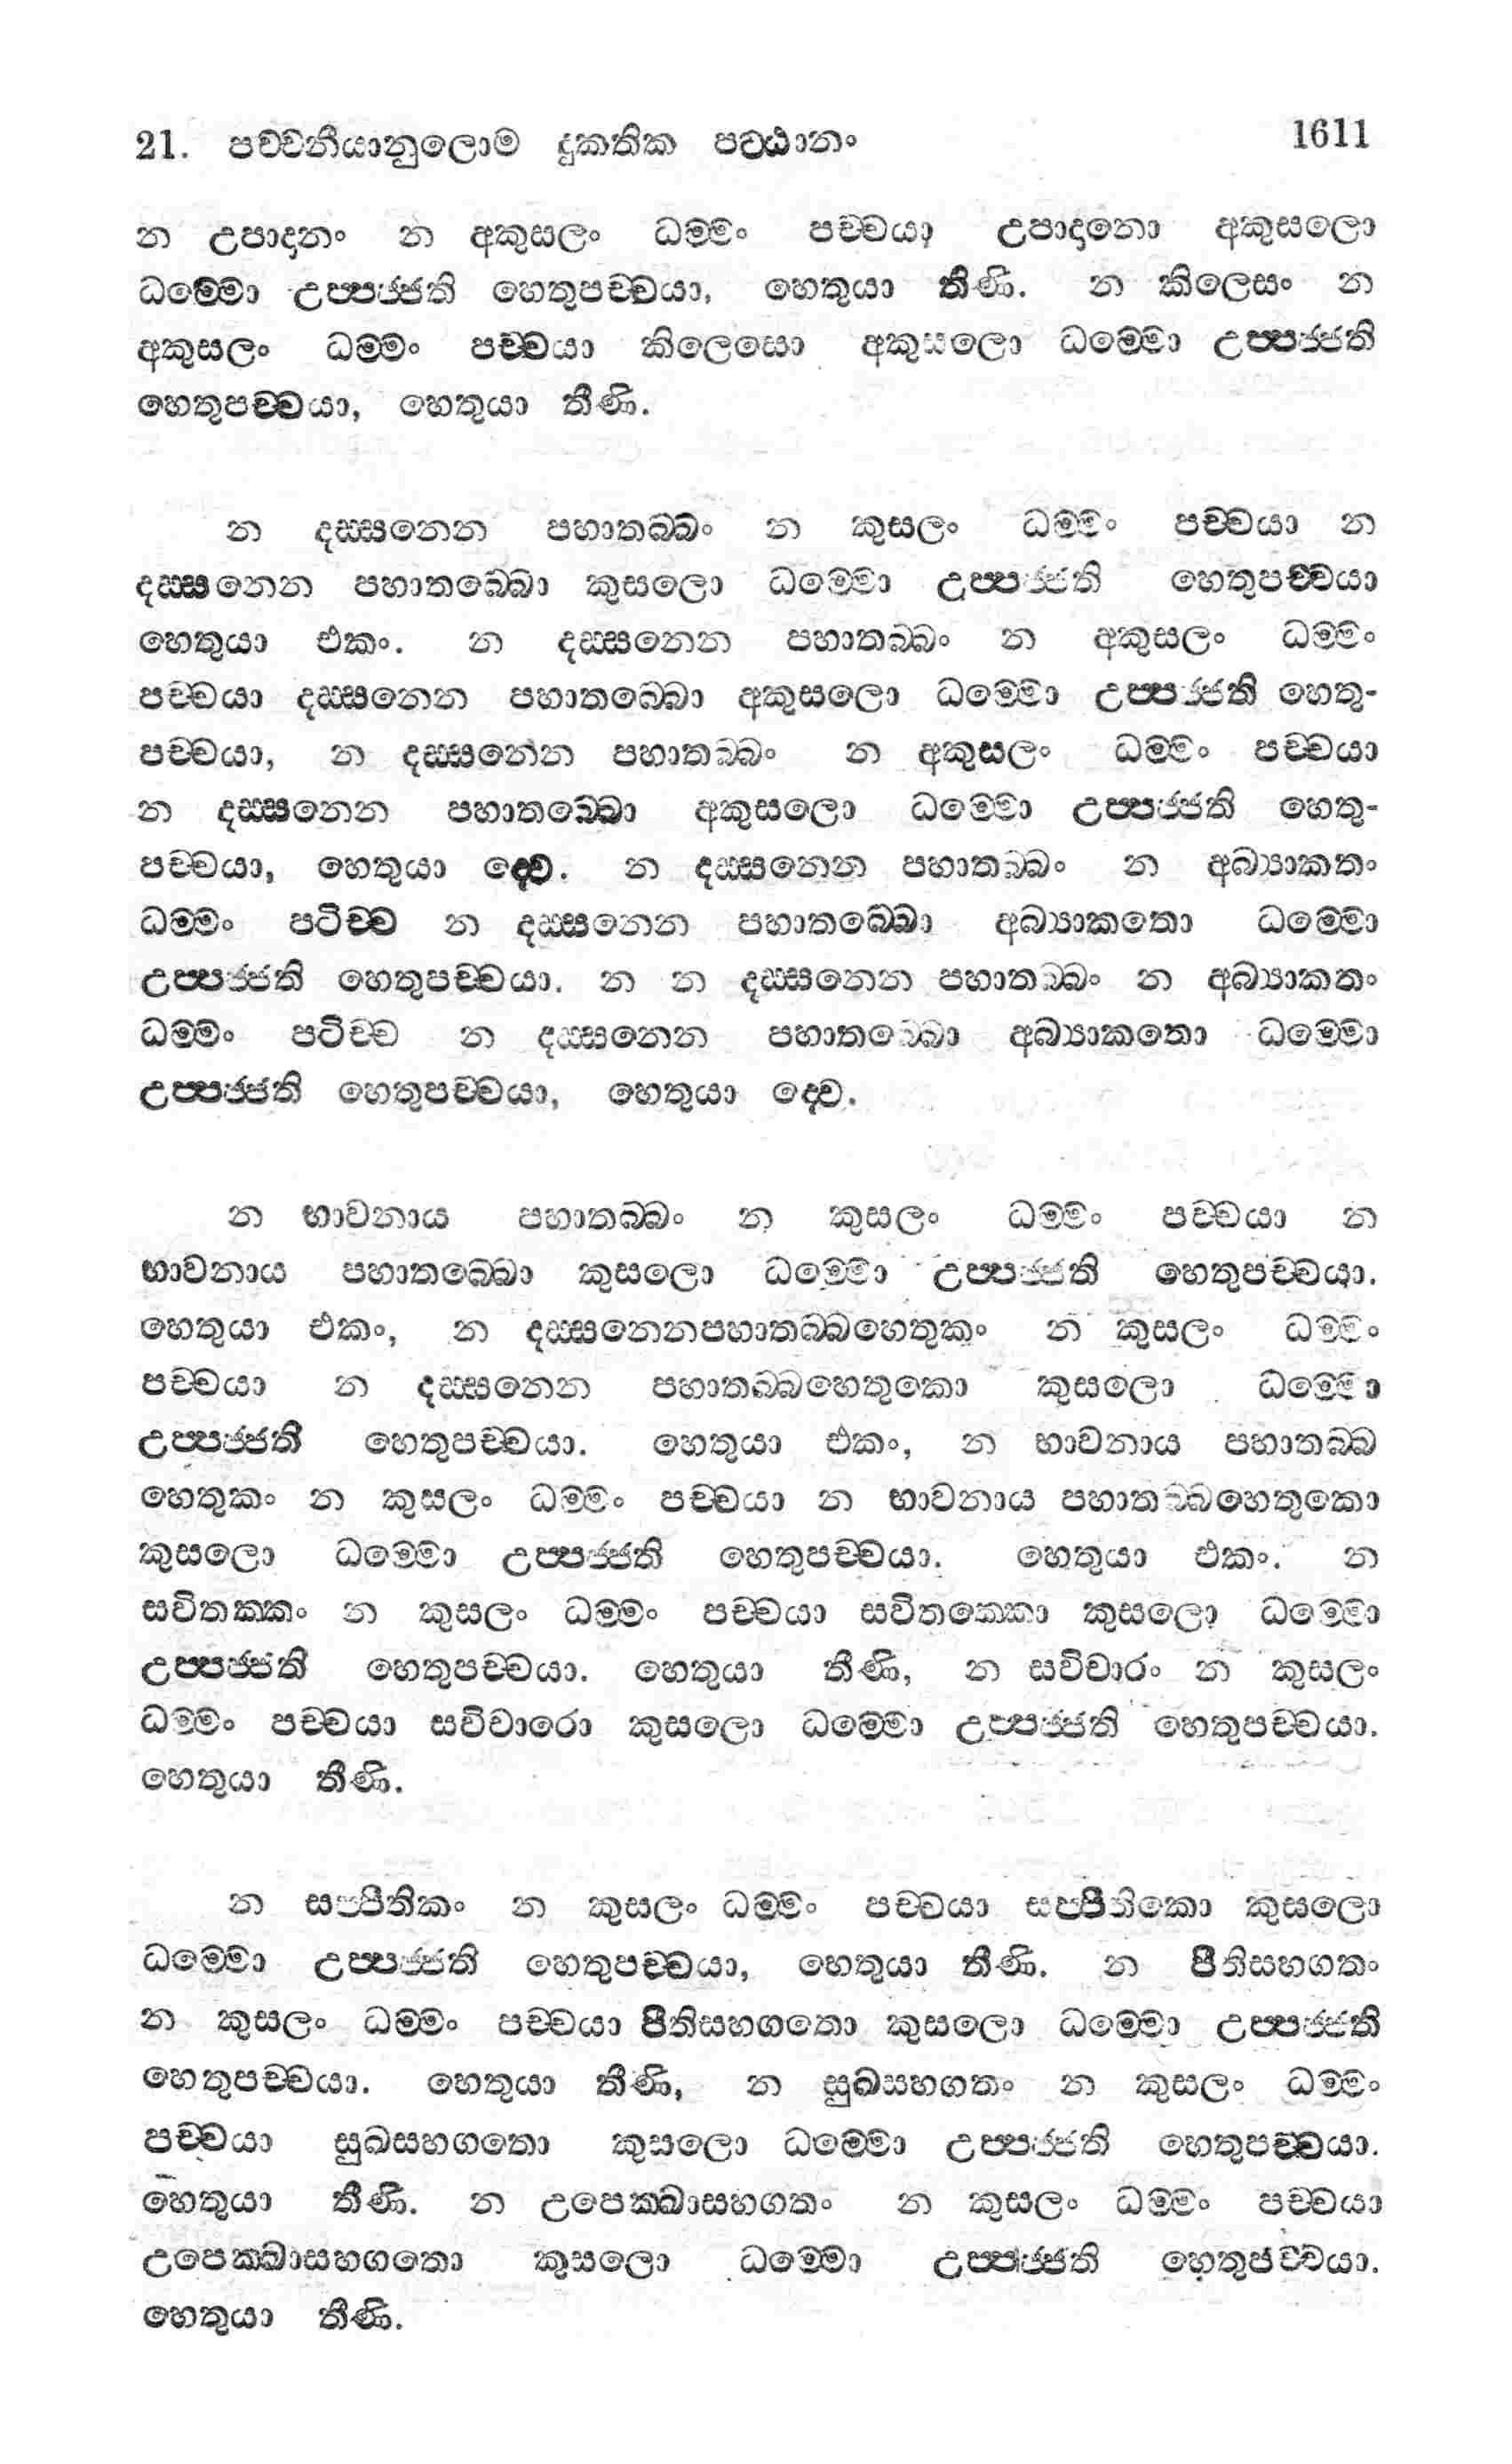 21. පච්චනීයානුලොම දුකතික පට්ඨානං 1611
න උපාදානං න අකුසලං ධම්මං පච්චයා උපාදානො අකුසලො
ධම්මො උප්පජ්ජති හෙතුපච්චයා, හෙතුයා තීණි. න කිලෙසං න
අකුසලං ධම්මං පච්චයා කිලෙසො අකුසලො ධම්මො උප්පජ්ජති
හෙතුපච්චයා, හෙතුයා තීණි.
න දස්සනෙන පහාතබ්බං න කුසලං ධම්මං පච්චයා න
දස්සනෙන පහාතබ්බො කුසලො ධම්මො උප්පජ්ජති හෙතුපච්චයා
හෙතුයා එකං. න දස්සනෙන පහාතබ්බං න අකුසලං ධම්මං
පච්චයා දස්සනෙන පහාතබ්බො අකුසලො ධම්මො උප්පජ්ජති හෙතු-
පච්චයා, න දස්සනේන පහාතබ්බං න අකුසලං ධම්මං පච්චයා
න දස්සනෙන පහාතබ්බො අකුසලො ධම්මො උප්පජ්ජති හෙතු-
පච්චයා, හෙතුයා ද්වෙ. න දස්සනෙන පහාතබ්බං න අබ්‍යාකතං
ධම්මං පටිච්ච න දස්සනෙන පහාතබ්බො අබ්‍යාකතො ධම්මො
උප්පජ්ජති හෙතුපච්චයා. න න දස්සනෙන පහාතබ්බං න අබ්‍යාකතං
ධම්මං පටිච්ච න දස්සනෙන පහාතබ්බො අබ්‍යාකතො ධම්මො
උප්පජ්ජති හෙතුපච්චයා, හෙතුයා ද්වෙ.
න භාවනාය පහාතබ්බං න කුසලං ධම්මං පච්චයා න
භාවනාය පහාතබ්බො කුසලො ධම්මො උප්පජ්ජති හෙතුපච්චයා.
හෙතුයා එකං, න දස්සනෙනපහාතබ්බහෙතුකං න කුසලං ධම්මං
පච්චයා න දස්සනෙන පහාතබ්බහෙතුකො කුසලො ධම්මො
උප්පජ්ජති හෙතුපච්චයා. හෙතුයා එකං, න භාවනාය පහාතබ්බ
හෙතුකං න කුසලං ධම්මං පච්චයා න භාවනාය පහාතබ්බහෙතුකො
කුසලො ධම්මො උප්පජ්ජති හෙතුපච්චයා. හෙතුයා එකං. න
සවිතක්කං න කුසලං ධම්මං පච්චයා සවිතක්කො කුසලො ධම්මො
උප්පජ්ජති හෙතුපච්චයා. හෙතුයා තීණි, න සවිචාරං න කුසලං
ධම්මං පච්චයා සවිචාරො කුසලො ධම්මො උප්පජ්ජති හෙතුපච්චයා.
හෙතුයා තීණි.
න සප්පීතිකං න කුසලං ධම්මං පච්චයා සප්පීතිකො කුසලො
ධම්මො උප්පජ්ජති හෙතුපච්චයා, හෙතුයා තීණි. න පීතිසහගතං
න කුසලං ධම්මං පච්චයා පීතිසහගතො කුසලො ධම්මො උප්පජ්ජති
හෙතුපච්චයා. හෙතුයා තීණි, න සුඛසහගතං න කුසලං ධම්මං
පච්චයා සුඛසහගතො කුසලො ධම්මො උප්පජ්ජති හෙතුපච්චයා.
හෙතුයා තීණි. න උපෙක්ඛාසහගතං න කුසලං ධම්මං පච්චයා
උපෙක්ඛාසහගතො කුසලො ධම්මො උප්පජ්ජති හෙතුපච්චයා.
හෙතුයා තීණි.